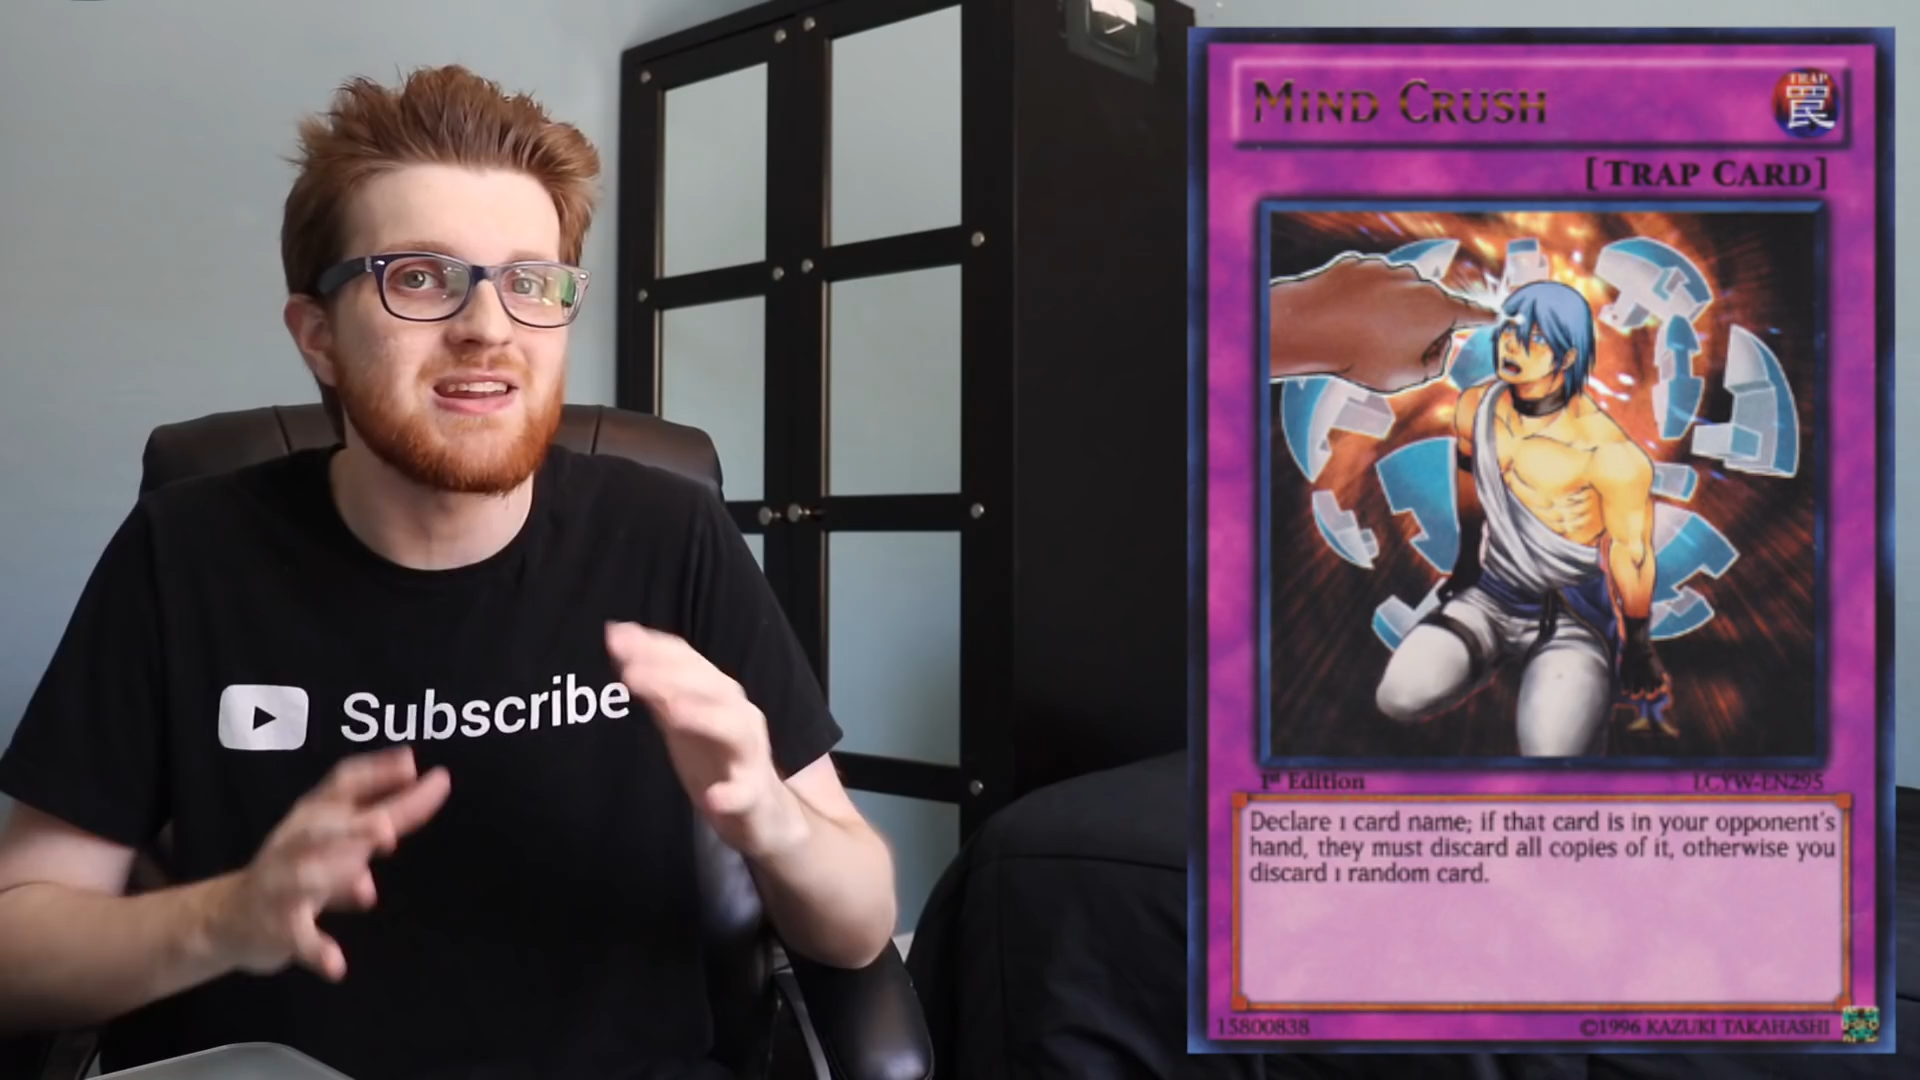 Subscribe
MIND CRUSH
TRAP
罠
[TRAP CARD]
1st Edition
LCYW-EN295
Declare 1 card name; if that card is in your opponent's
hand, they must discard all copies of it, otherwise you
discard 1 random card.
15800838
©1996 KAZUKI TAKAHASHI